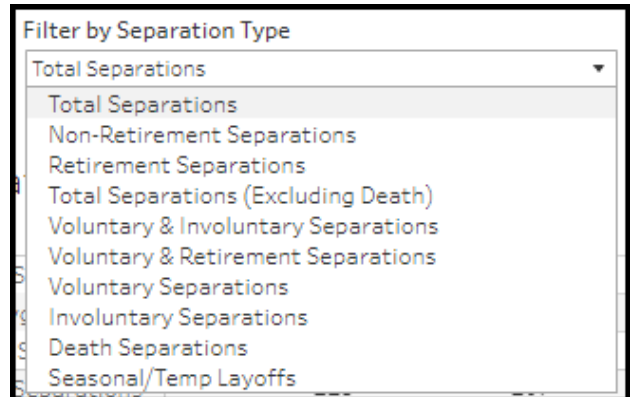 Filter by Separation Type
Total Separations
Total Separations
Non-Retirement Separations
Retirement Separations
Total Separations (Excluding Death)
Voluntary & Involuntary Separations
Voluntary & Retirement Separations
Voluntary Separations
Involuntary Separations
Death Separations
Seasonal/Temp Layoffs